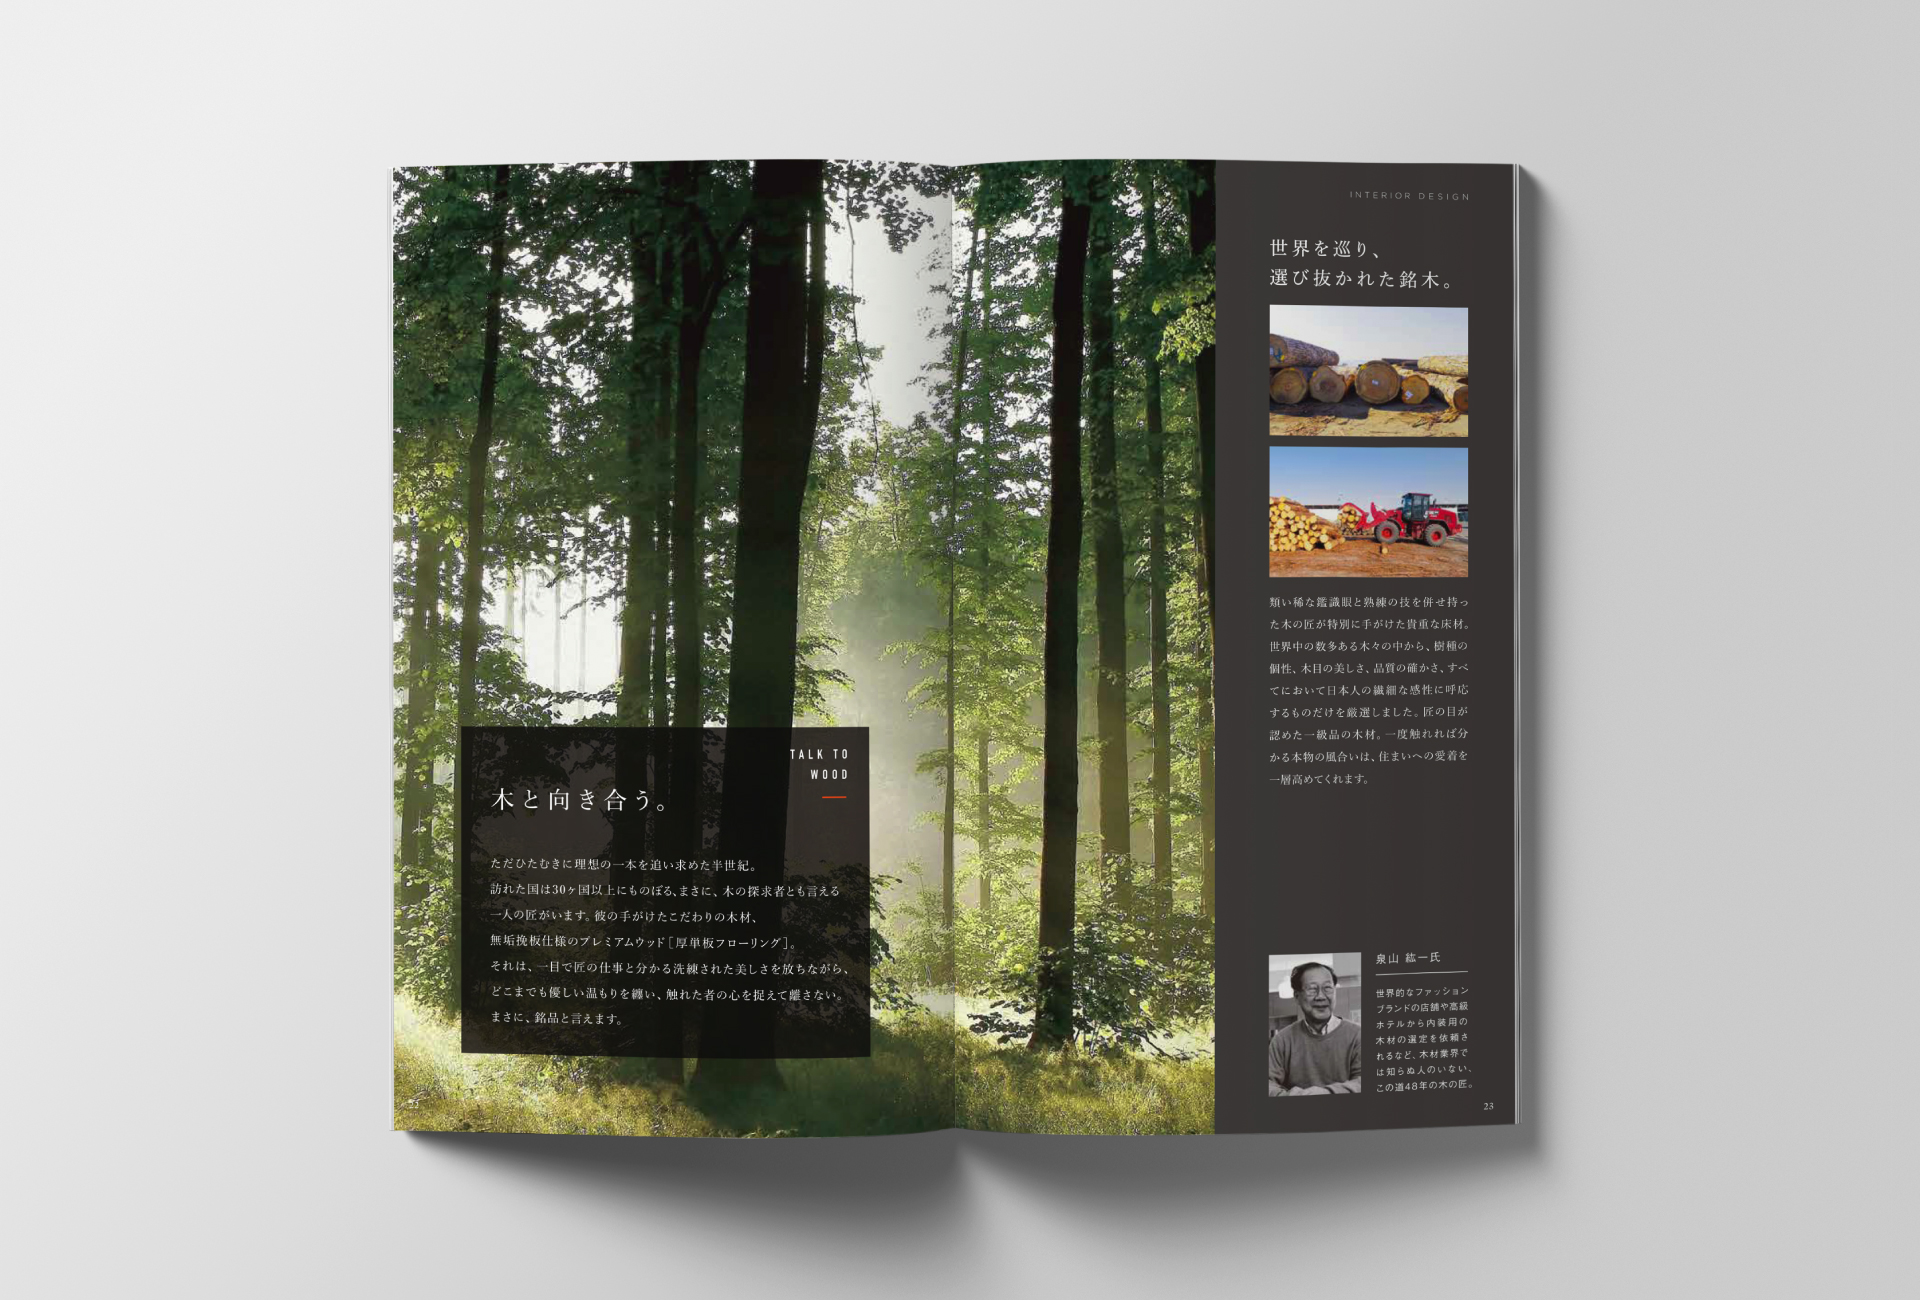 TALK TO
WOOD
木と向き合う。
ただひたむきに理想の一本を追い求めた半世紀。
訪れた国は30ヶ国以上にものぼる、まさに、木の探求者とも言える
一人の匠がいます。彼の手がけたこだわりの木材、
無垢挽板仕様のプレミアムウッド［厚単板フローリング］。
それは、一目で匠の仕事と分かる洗練された美しさを放ちながら、
どこまでも優しい温もりを纏い、触れた者の心を捉えて離さない。
まさに、銘品と言えます。
INTERIOR DESIGN
世界を巡り、
選び抜かれた銘木。
類い稀な鑑識眼と熟練の技を併せ持っ
た木の匠が特別に手がけた貴重な床材。
世界中の数多ある木々の中から、樹種の
個性、木目の美しさ、品質の確かさ、すべ
てにおいて日本人の繊細な感性に呼応
するものだけを厳選しました。匠の目が
認めた一級品の木材。一度触れれば分
かる本物の風合いは、住まいへの愛着を
一層高めてくれます。
泉山 紘一氏
世界的なファッション
ブランドの店舗や高級
ホテルから内装用の
木材の選定を依頼さ
れるなど、木材業界で
は知らぬ人のいない、
この道48年の木の匠。
23